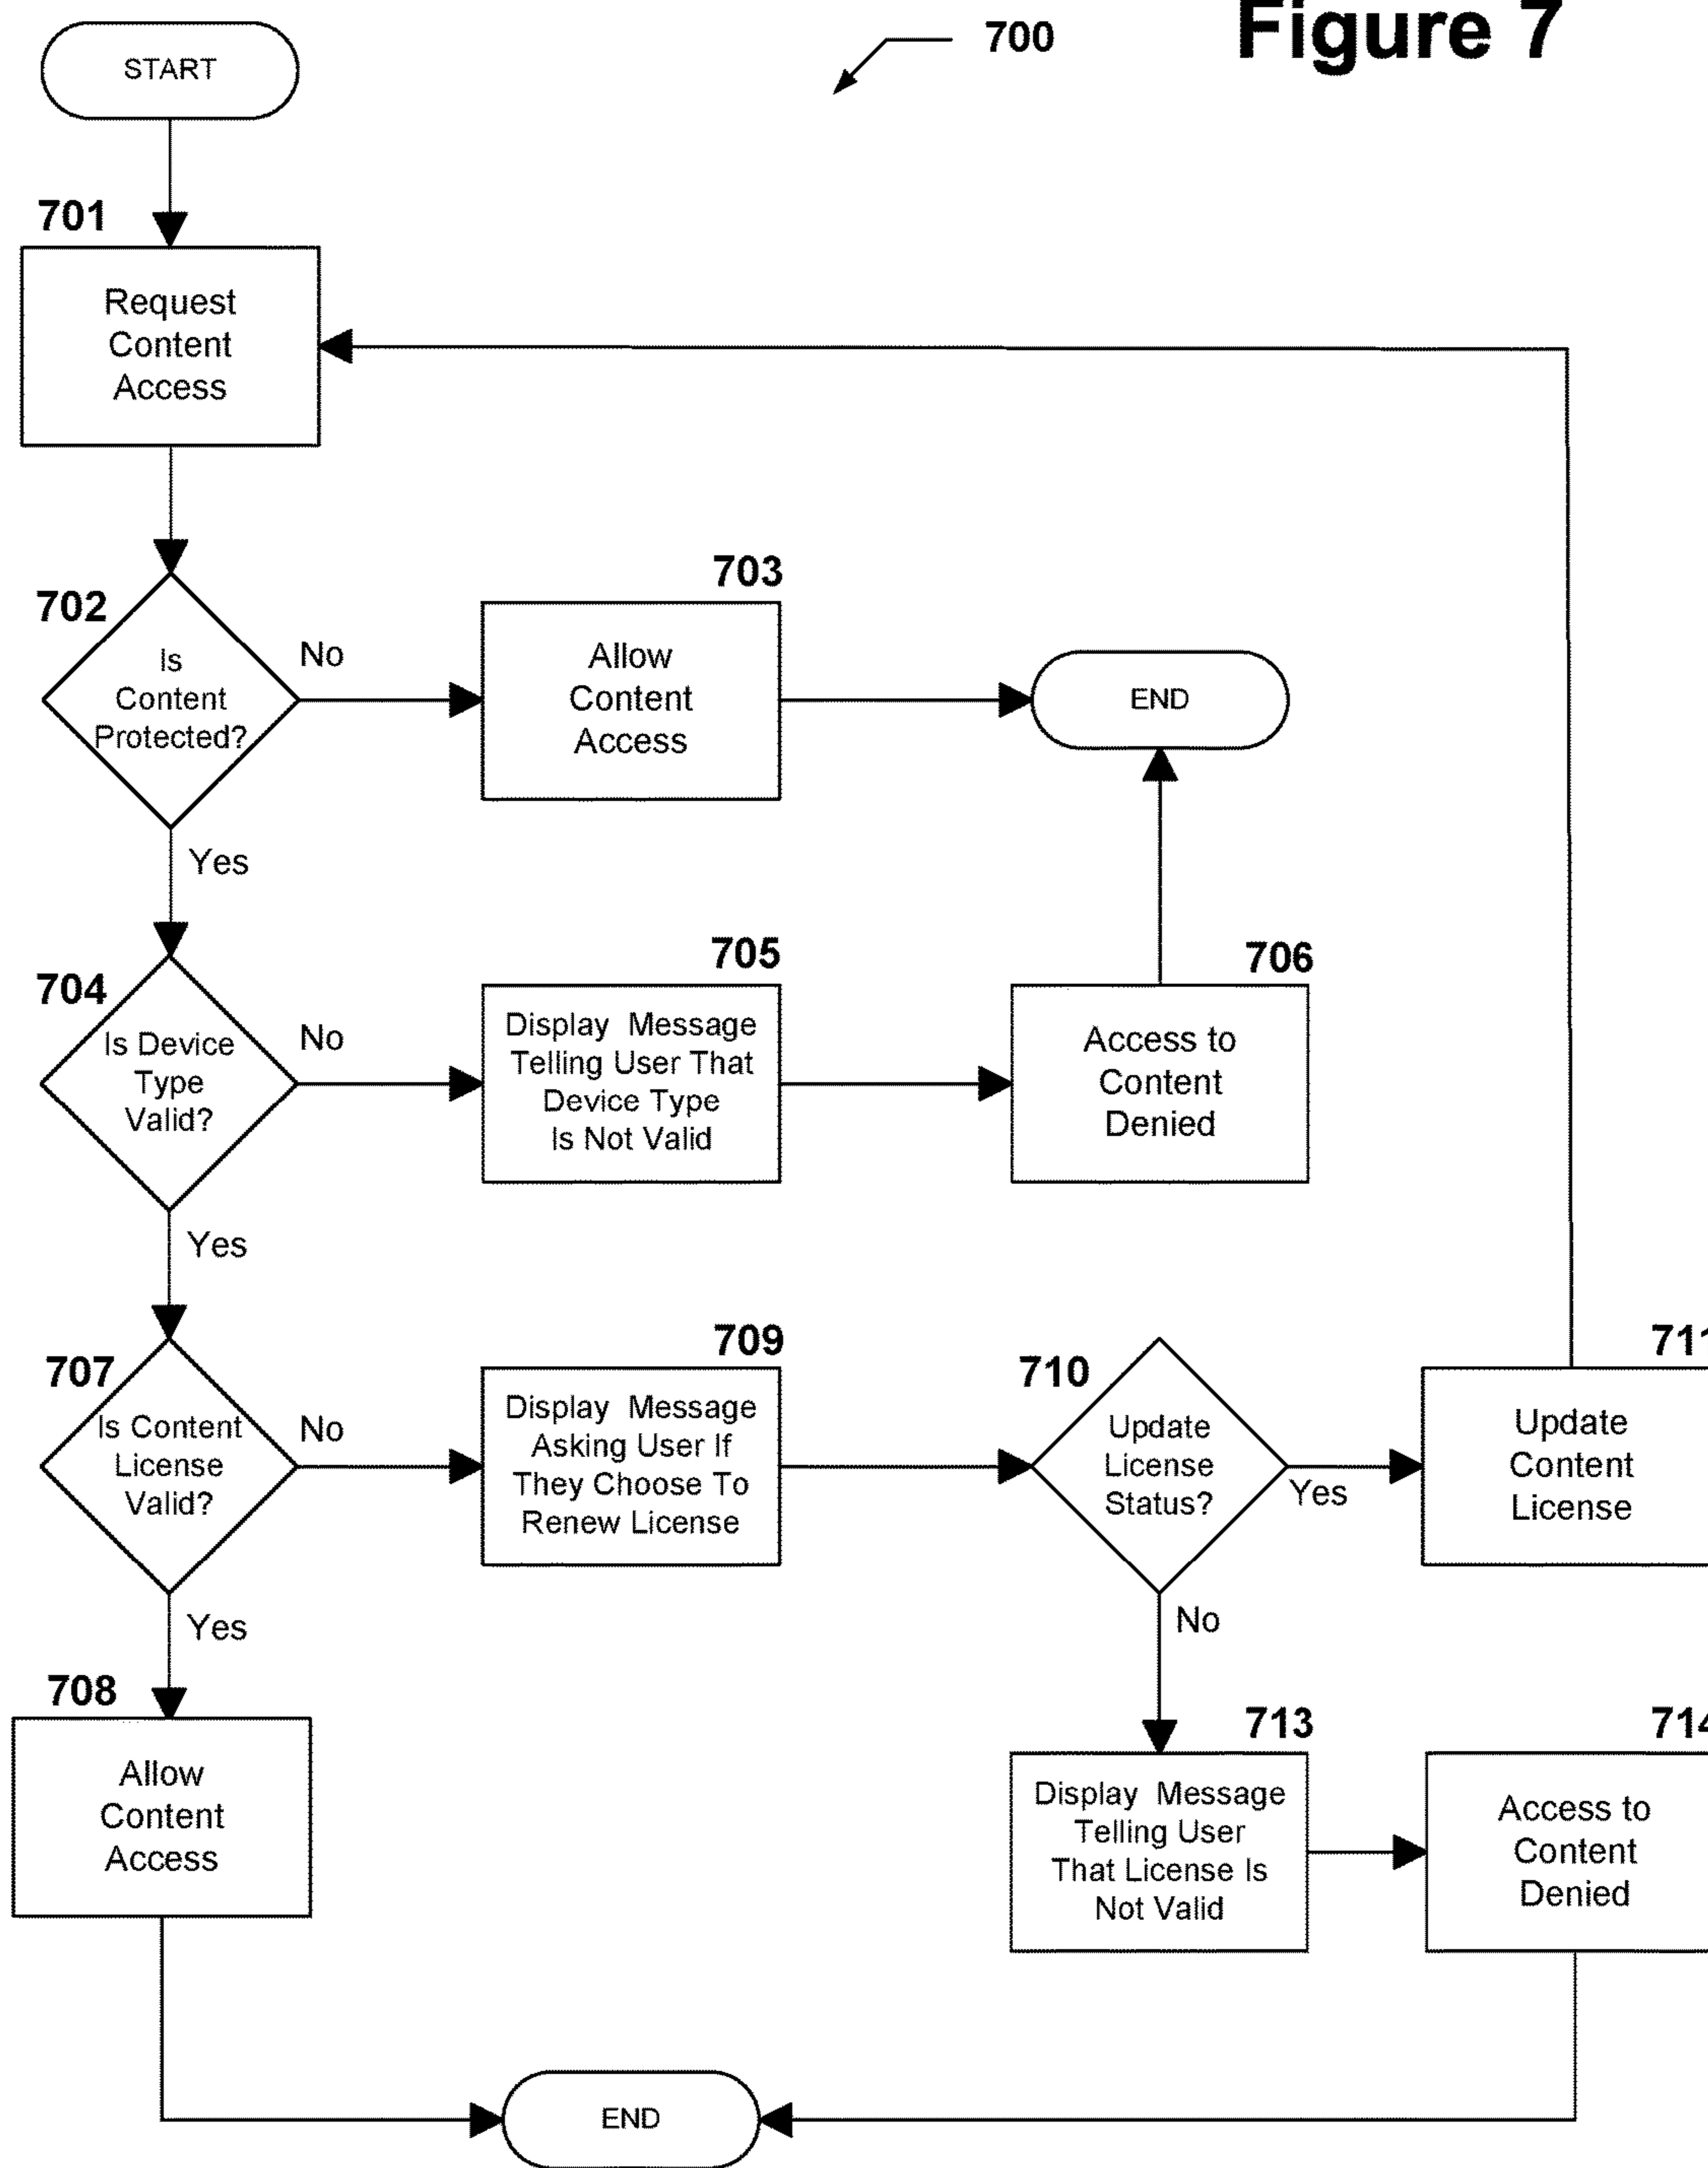 Figure 7
700
START
701
Request
Content
Access
702
Is
Content
Protected?
No
703
Allow
Content
Access
END
Yes
704
Is Device
Type
Valid?
No
705
Display Message
Telling User That
Device Type
Is Not Valid
706
Access to
Content
Denied
Yes
707
Is Content
License
Valid?
No
709
Display Message
Asking User If
They Choose To
Renew License
710
Update
License
Status?
Yes
711
Update
Content
License
Yes
No
708
Allow
Content
Access
713
Display Message
Telling User
That License Is
Not Valid
714
Access to
Content
Denied
END